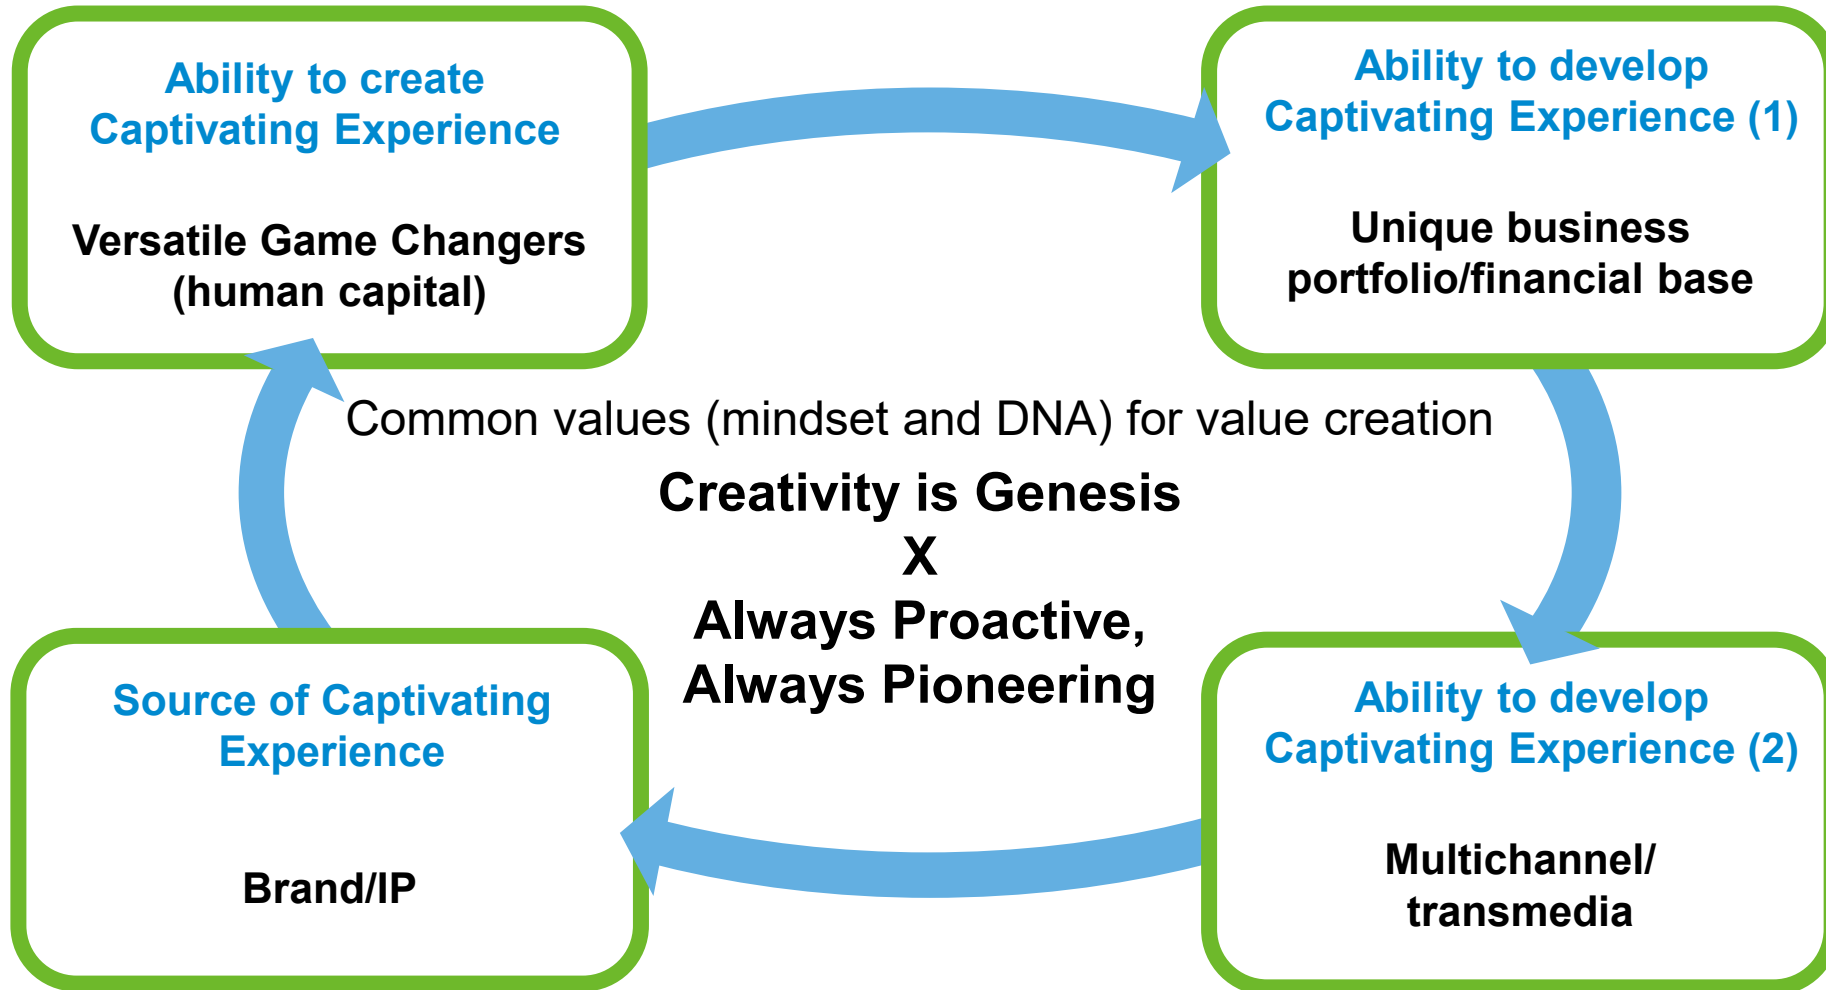 Ability to create
Captivating Experience
Versatile Game Changers
(human capital)
Ability to develop
Captivating Experience (1)
Unique business
portfolio/financial base
Common values (mindset and DNA) for value creation
Creativity is Genesis
X
Always Proactive,
Always Pioneering
Source of Captivating
Experience
Brand/IP
Ability to develop
Captivating Experience (2)
Multichannel/
transmedia